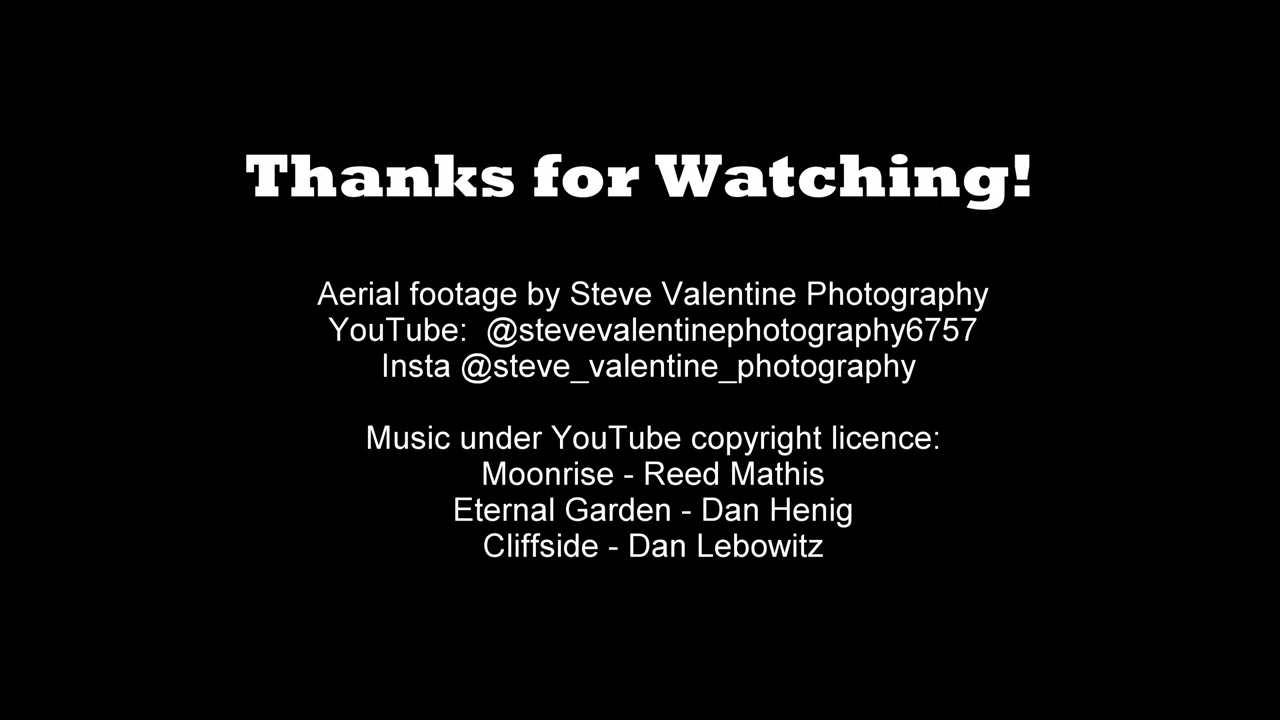 Thanks for Watching!
Aerial footage by Steve Valentine Photography
YouTube:  @stevevalentinephotography6757
Insta @steve_valentine_photography
Music under YouTube copyright licence:
Moonrise - Reed Mathis
Eternal Garden - Dan Henig
Cliffside - Dan Lebowitz